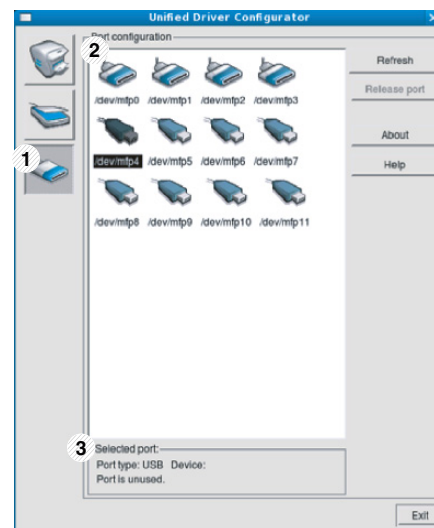 Unified Driver Configurator
Port configuration
2
/dev/mfp0 /dev/mfp1 /dev/mfp2 /dev/mfp3
Refresh
Release port
1
/dev/mfp4 /dev/mfp5 /dev/mfp6 /dev/mfp7
About
Help
/dev/mfp8 /dev/mfp9 /dev/mfp10 /dev/mfp11
3
Selected port:
Port type: USB Device:
Port is unused.
Exit